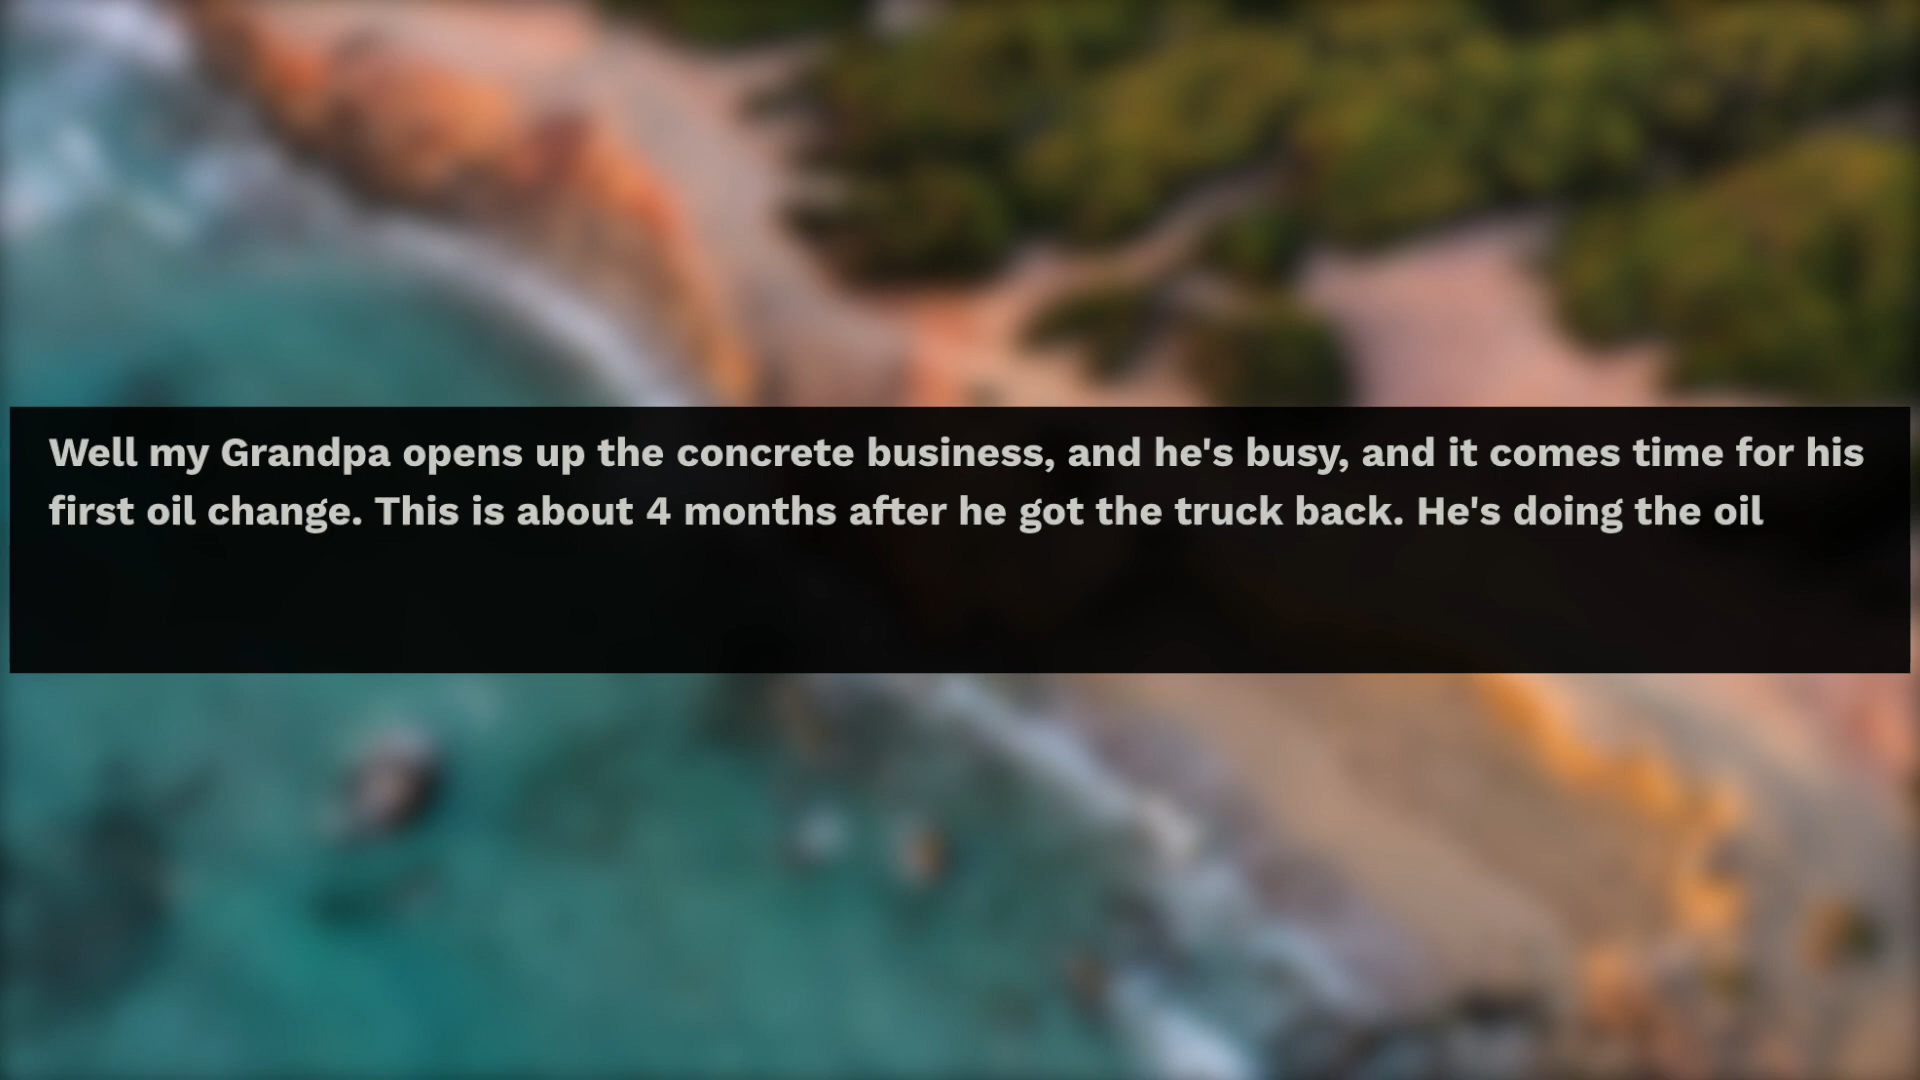 Well my Grandpa opens up the concrete business, and he's busy, and it comes time for his
first oil change. This is about 4 months after he got the truck back. He's doing the oil